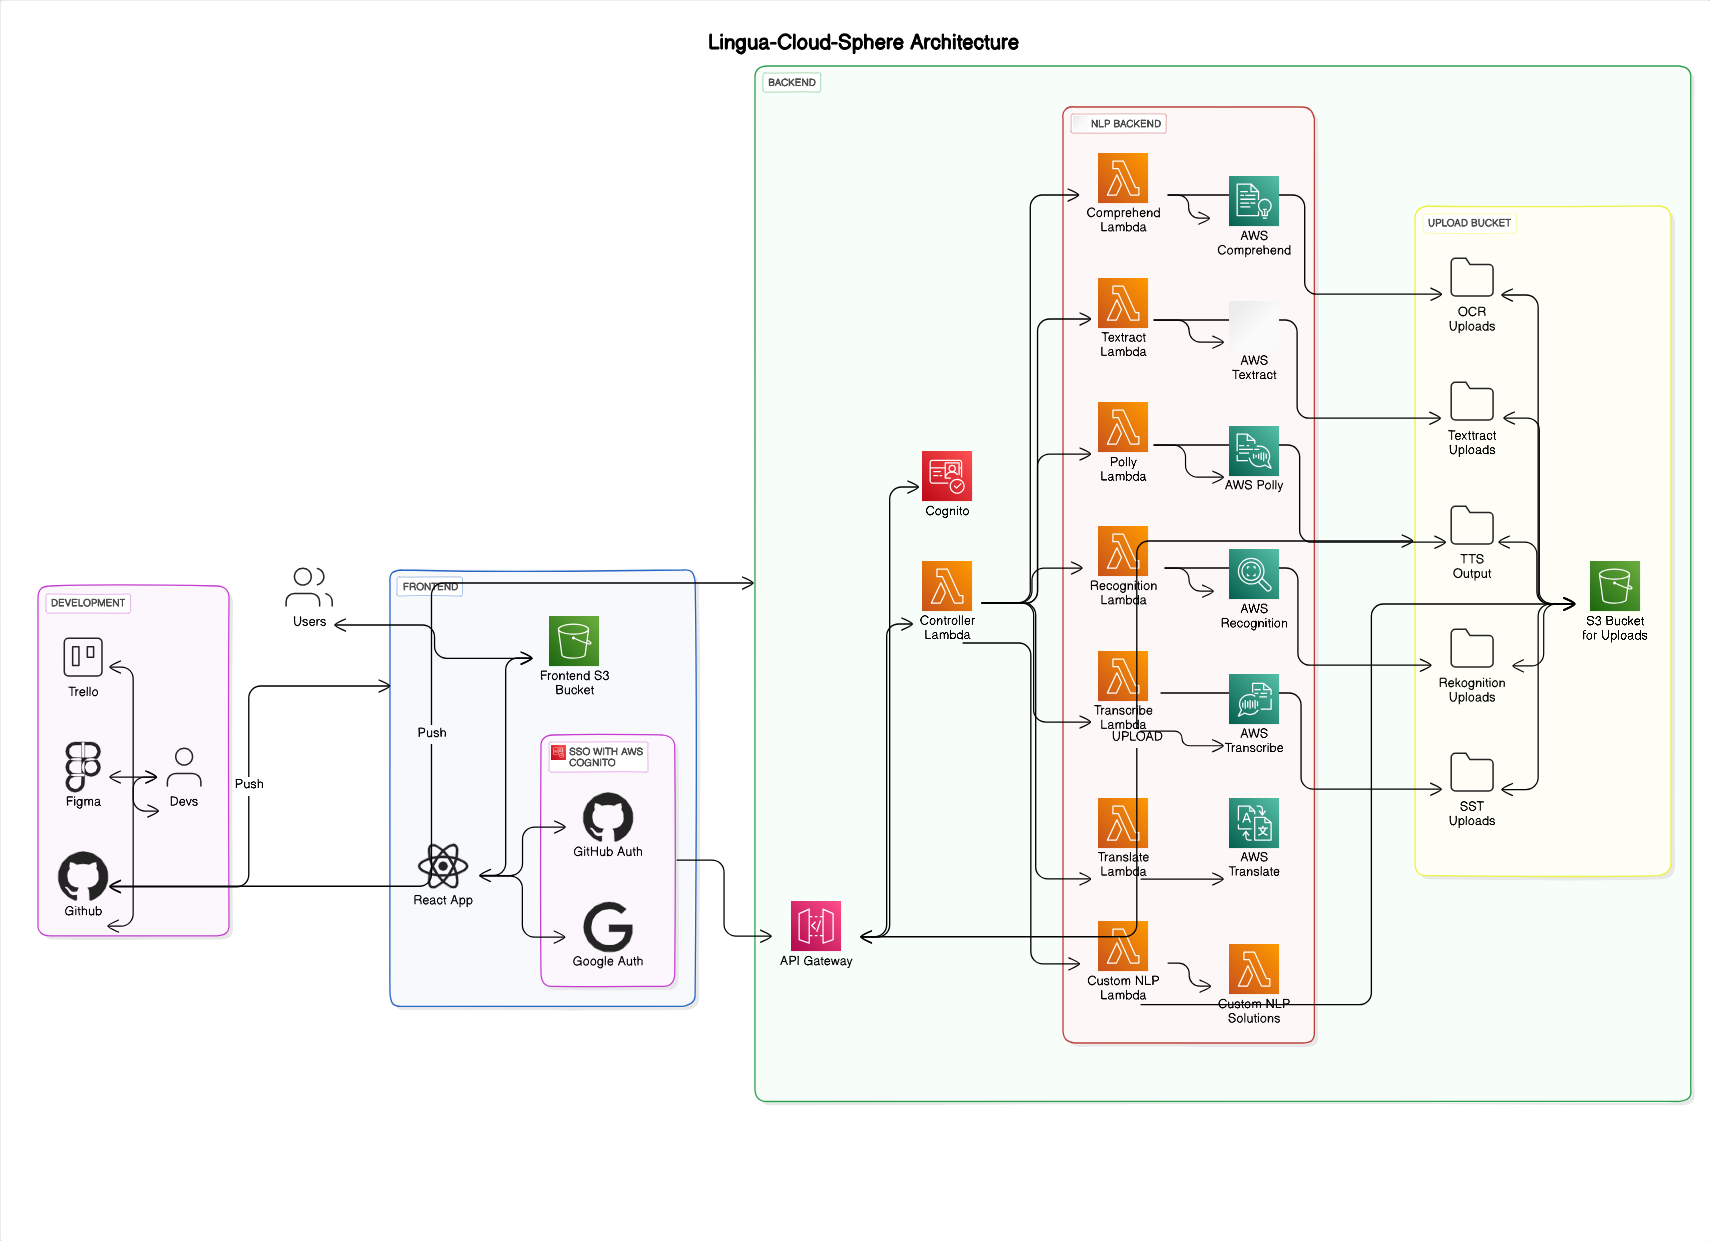 Lingua-Cloud-Sphere Architecture
BACKEND
NLP BACKEND
Comprehend
Lambda
AWS
Comprehend
Textract
Lambda
AWS
Textract
Polly
Lambda
AWS Polly
Recognition
Lambda
AWS
Recognition
Transcribe
Lambda
UPLOAD
AWS
Transcribe
Translate
Lambda
AWS
Translate
Custom NLP
Lambda
Custom NLP
Solutions
UPLOAD BUCKET
OCR
Uploads
Texttract
Uploads
TTS
Output
Rekognition
Uploads
SST
Uploads
S3 Bucket
for Uploads
Cognito
Controller
Lambda
API Gateway
DEVELOPMENT
Trello
Figma
Devs
Github
Push
Users
FRONTEND
Frontend S3
Bucket
Push
SSO WITH AWS
COGNITO
GitHub Auth
React App
Google Auth